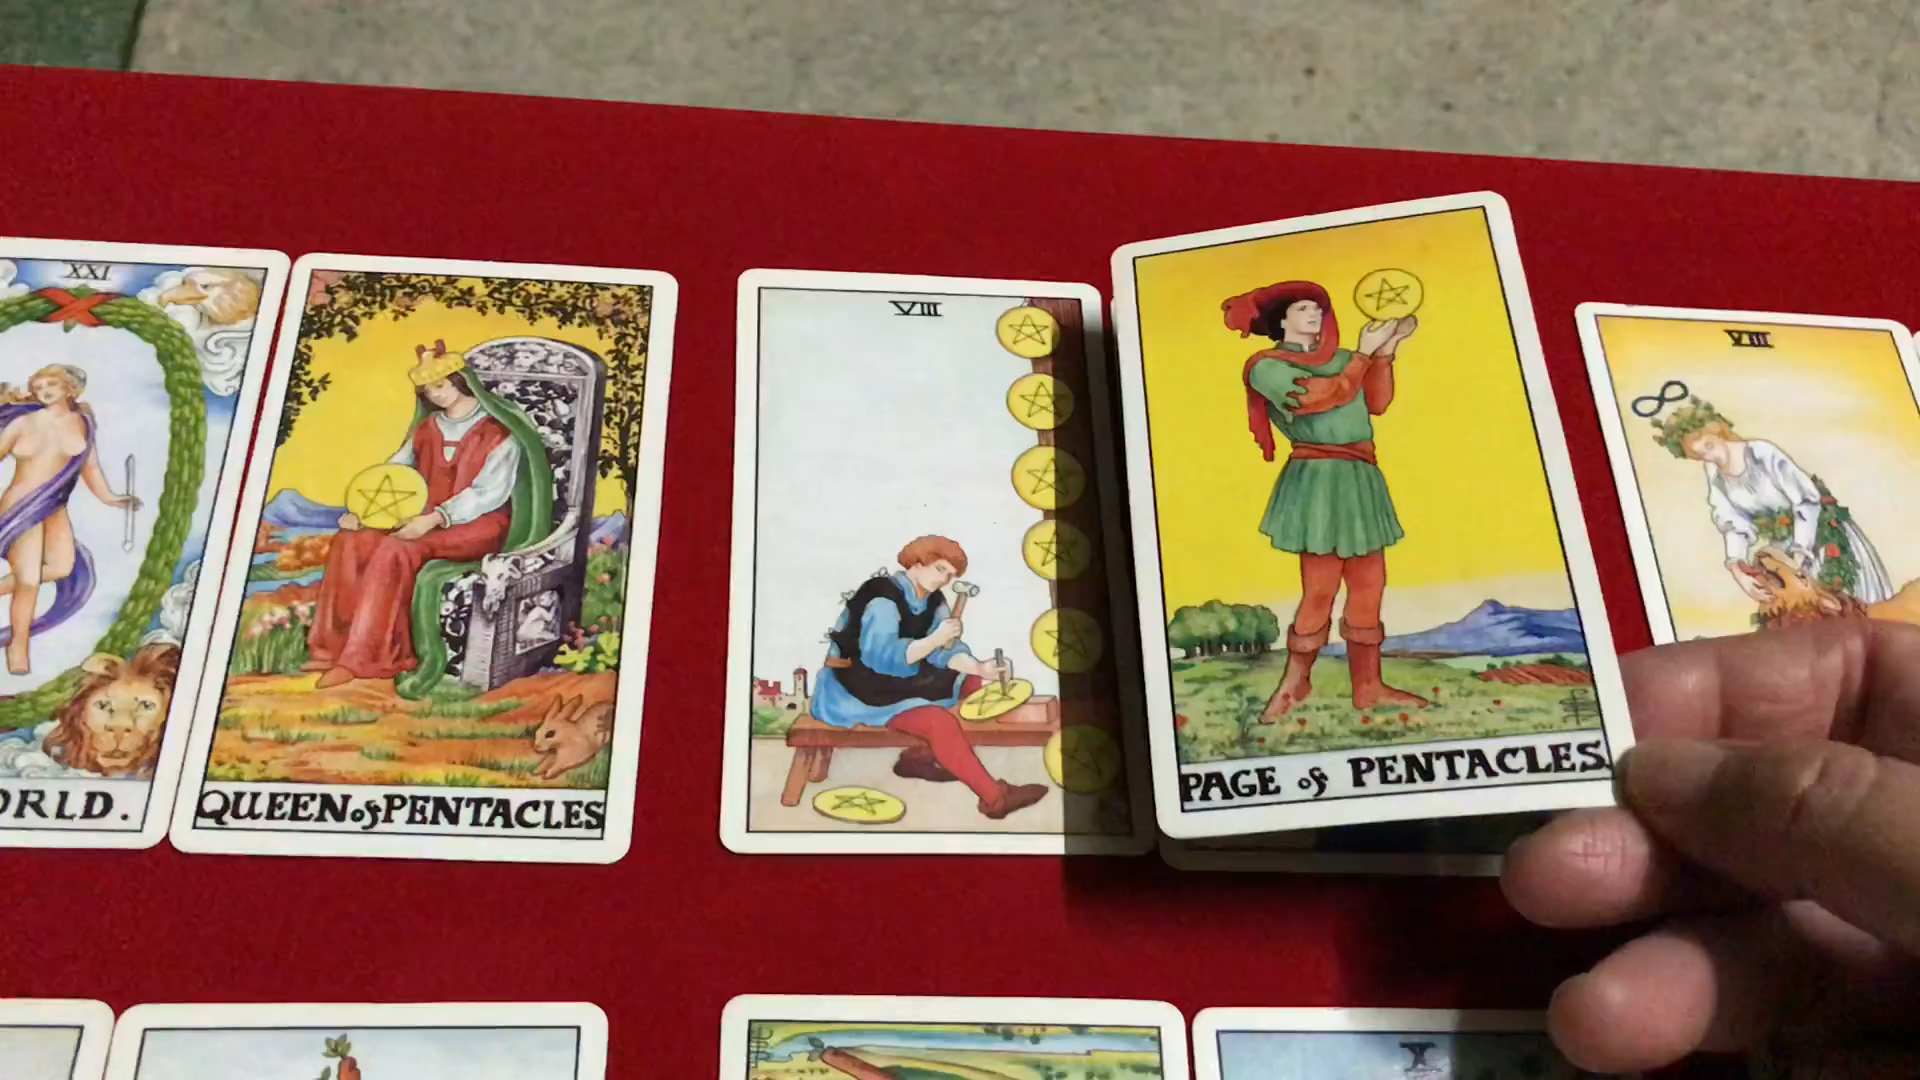 XXI
VIII
VIII
ORLD.
QUEEN of PENTACLES
PAGE of PENTACLES.
X